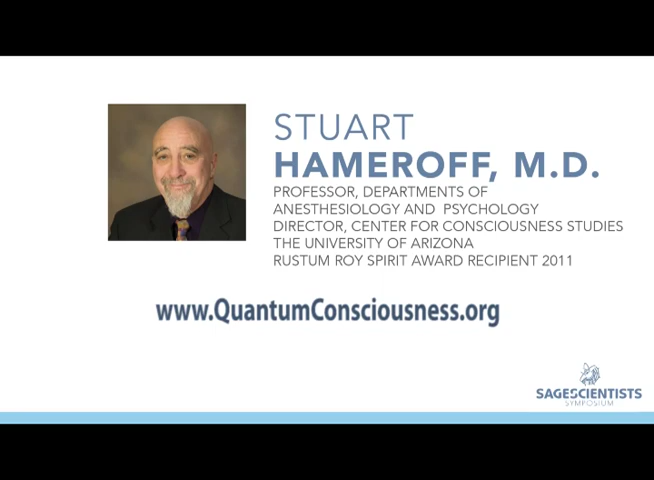 STUART
HAMEROFF, M.D.
PROFESSOR, DEPARTMENTS OF
ANESTHESIOLOGY AND PSYCHOLOGY
DIRECTOR, CENTER FOR CONSCIOUSNESS STUDIES
THE UNIVERSITY OF ARIZONA
RUSTUM ROY SPIRIT AWARD RECIPIENT 2011
www.QuantumConsciousness.org
SAGESCIENTISTS
SYMPOSIUM